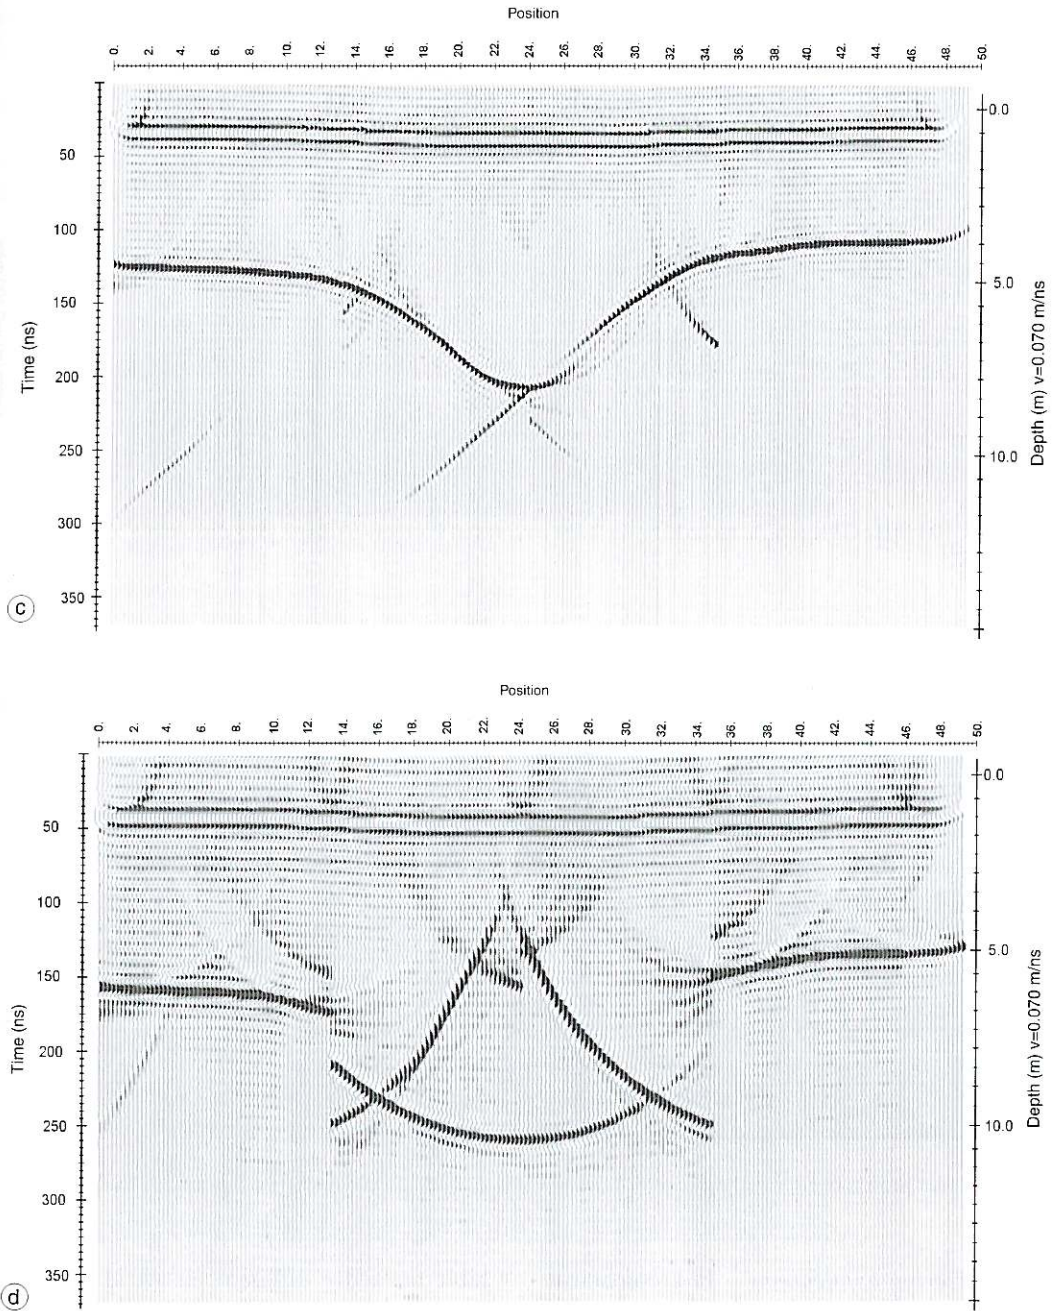 Position
0. 2. 4. 6. 8. 10. 12. 14. 16. 18. 20. 22. 24. 26. 28. 30. 32. 34. 36. 38. 40. 42. 44. 46. 48. 50.
50
100
150
200
250
300
350
Time (ns)
0.0
5.0
10.0
Depth (m) v=0.070 m/ns
c
Position
0. 2. 4. 6. 8. 10. 12. 14. 16. 18. 20. 22. 24. 26. 28. 30. 32. 34. 36. 38. 40. 42. 44. 46. 48. 50.
50
100
150
200
250
300
350
Time (ns)
0.0
5.0
10.0
Depth (m) v=0.070 m/ns
d